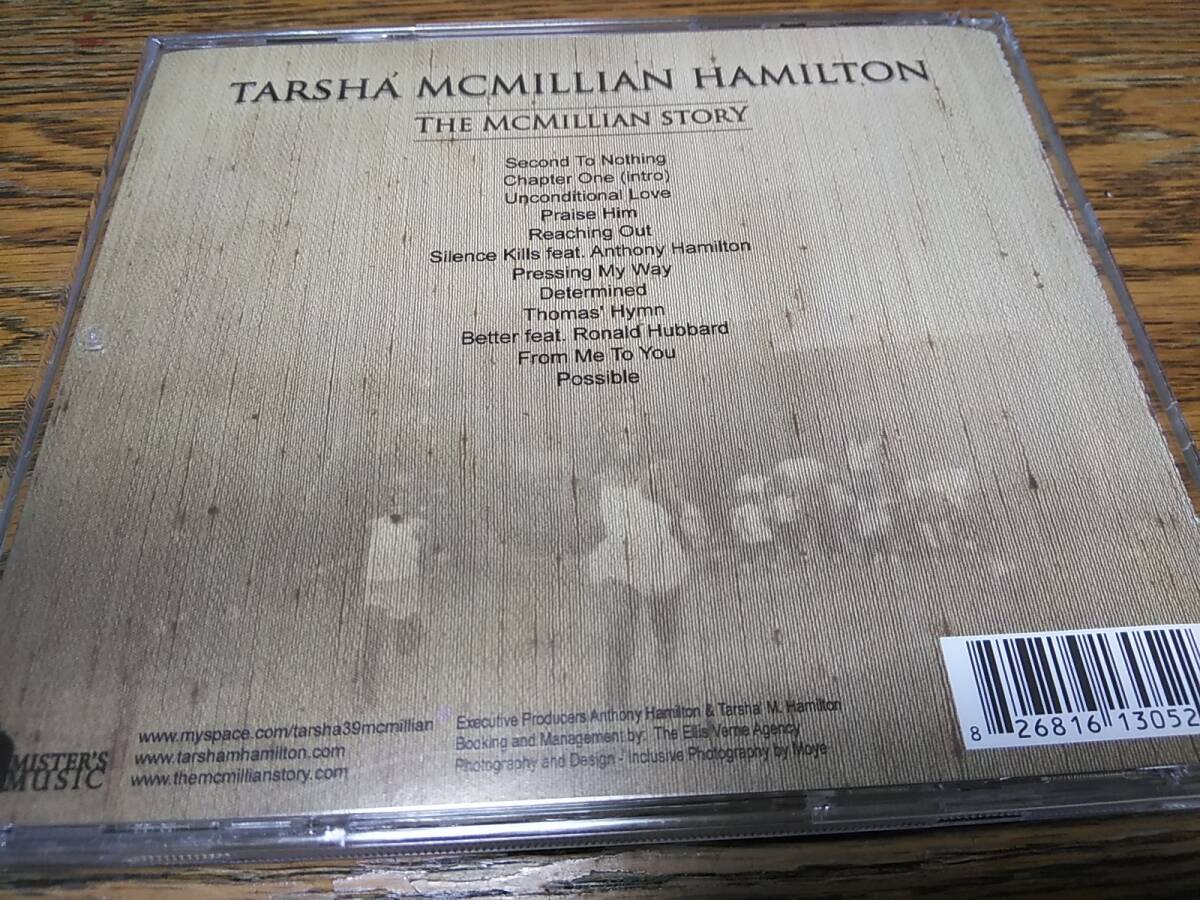 TARSHÁ MCMILLIAN HAMILTON
THE MCMILLIAN STORY
Second To Nothing
Chapter One (intro)
Unconditional Love
Praise Him
Reaching Out
Silence Kills feat. Anthony Hamilton
Pressing My Way
Determined
Thomas' Hymn
Better feat. Ronald Hubbard
From Me To You
Possible
www.myspace.com/tarsha39mcmillian
www.tarshamhamilton.com
www.themcmillianstory.com
MISTER'S
MUSIC
Executive Producers Anthony Hamilton & Tarsha' M. Hamilton
Booking and Management by: The Ellis Verne Agency
Photography and Design - Inclusive Photography by Moye
8 26816 13052